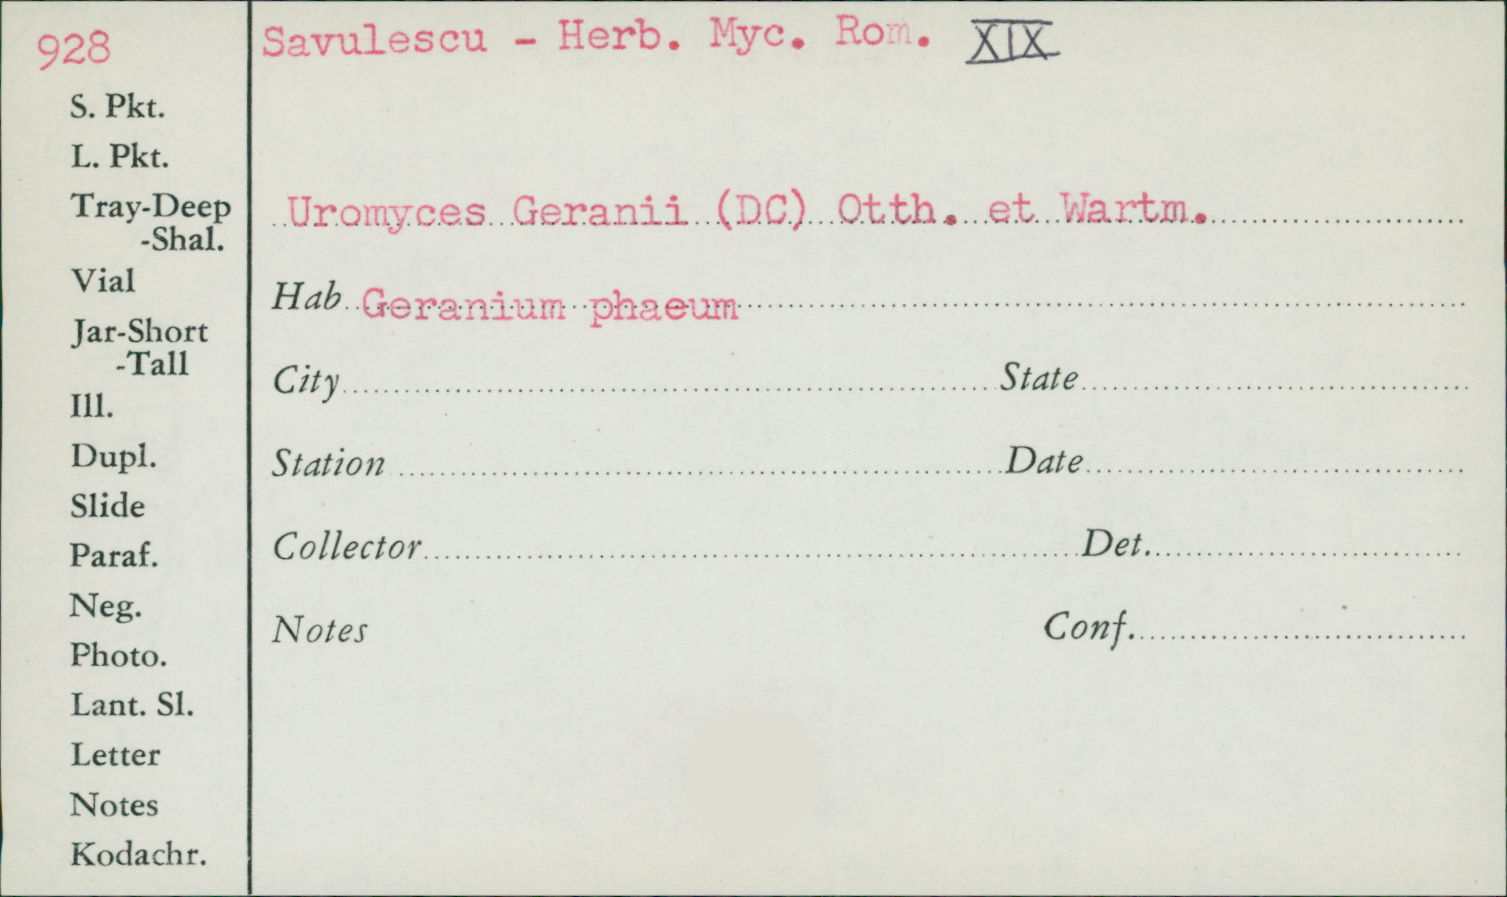 928
Savulescu - Herb. Myc. Rom. XIX
S. Pkt.
L. Pkt.
Tray-Deep
-Shal.
Vial
Jar-Short
-Tall
Ill.
Dupl.
Slide
Paraf.
Neg.
Photo.
Lant. Sl.
Letter
Notes
Kodachr.
Uromyces Geranii (DC) Otth. et Wartm.
Hab Geranium phaeum
City State
Station Date
Collector Det.
Notes Conf.